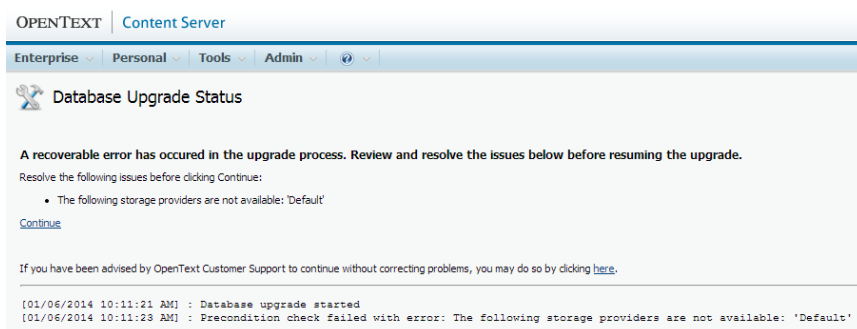 OPENTEXT | Content Server
Enterprise Personal Tools Admin ?
Database Upgrade Status
A recoverable error has occured in the upgrade process. Review and resolve the issues below before resuming the upgrade.
Resolve the following issues before clicking Continue:
• The following storage providers are not available: 'Default'
Continue
If you have been advised by OpenText Customer Support to continue without correcting problems, you may do so by clicking here.
[01/06/2014 10:11:21 AM] : Database upgrade started
[01/06/2014 10:11:23 AM] : Precondition check failed with error: The following storage providers are not available: 'Default'